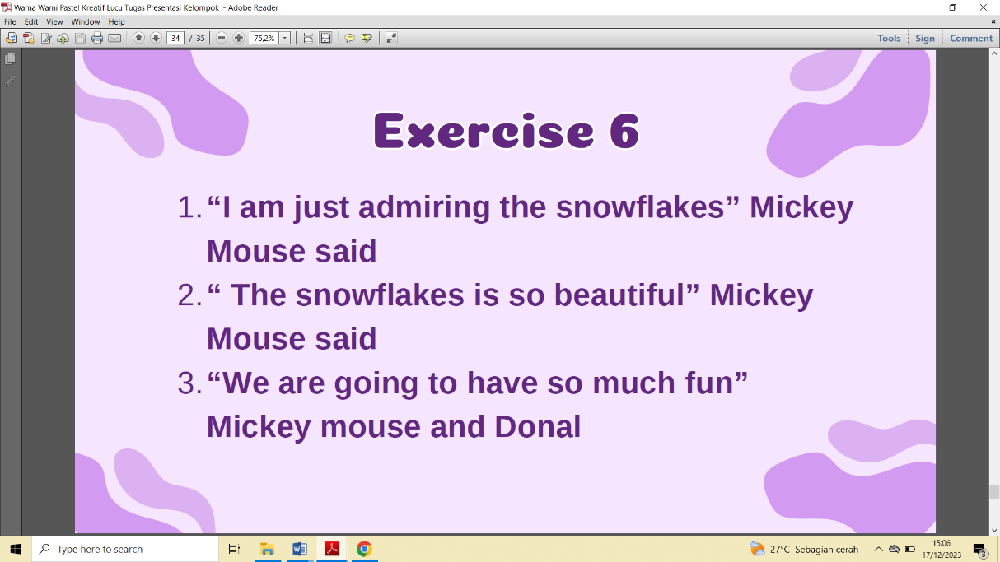 Warna Warni Pastel Kreatif Lucu Tugas Presentasi Kelompok - Adobe Reader
File Edit View Window Help
34 / 35 75,2% Tools Sign Comment
Exercise 6
1. “I am just admiring the snowflakes” Mickey
Mouse said
2. “ The snowflakes is so beautiful” Mickey
Mouse said
3. “We are going to have so much fun”
Mickey mouse and Donal
Type here to search
27°C Sebagian cerah
15:06
17/12/2023
3